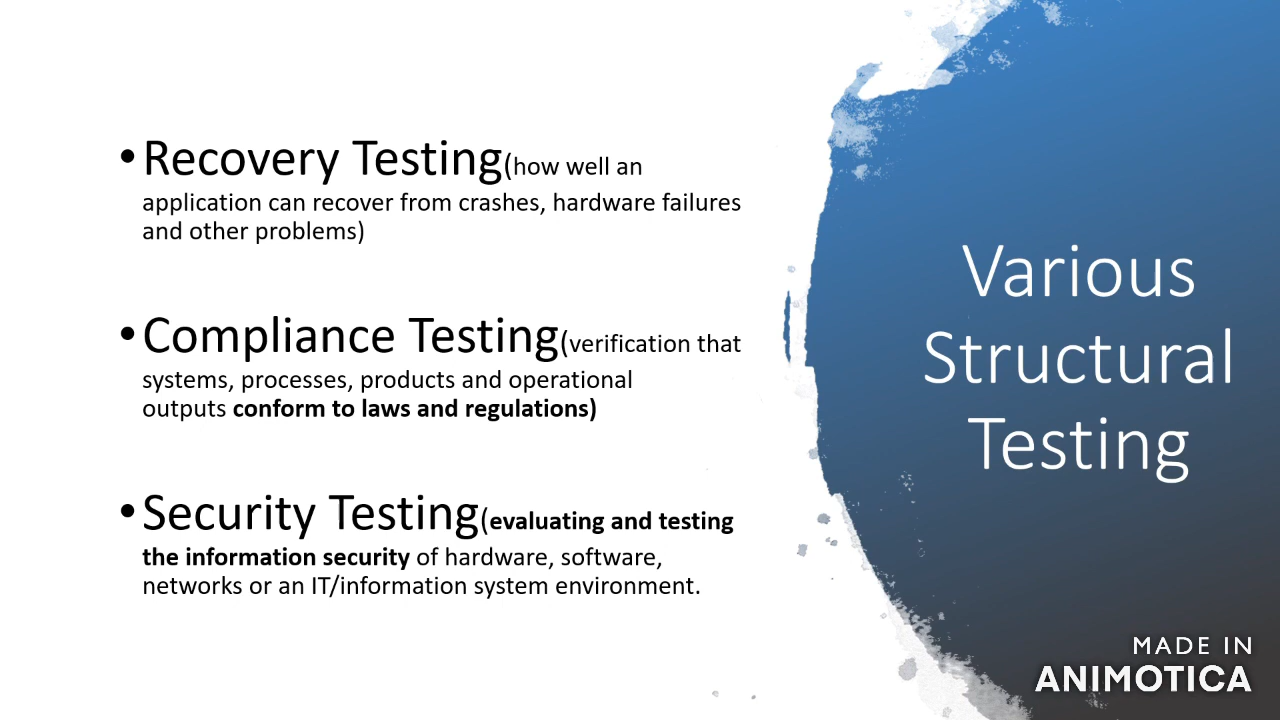 • Recovery Testing(how well an
application can recover from crashes, hardware failures
and other problems)
• Compliance Testing(verification that
systems, processes, products and operational
outputs conform to laws and regulations)
• Security Testing(evaluating and testing
the information security of hardware, software,
networks or an IT/information system environment.
Various
Structural
Testing
MADE IN
ANIMOTICA